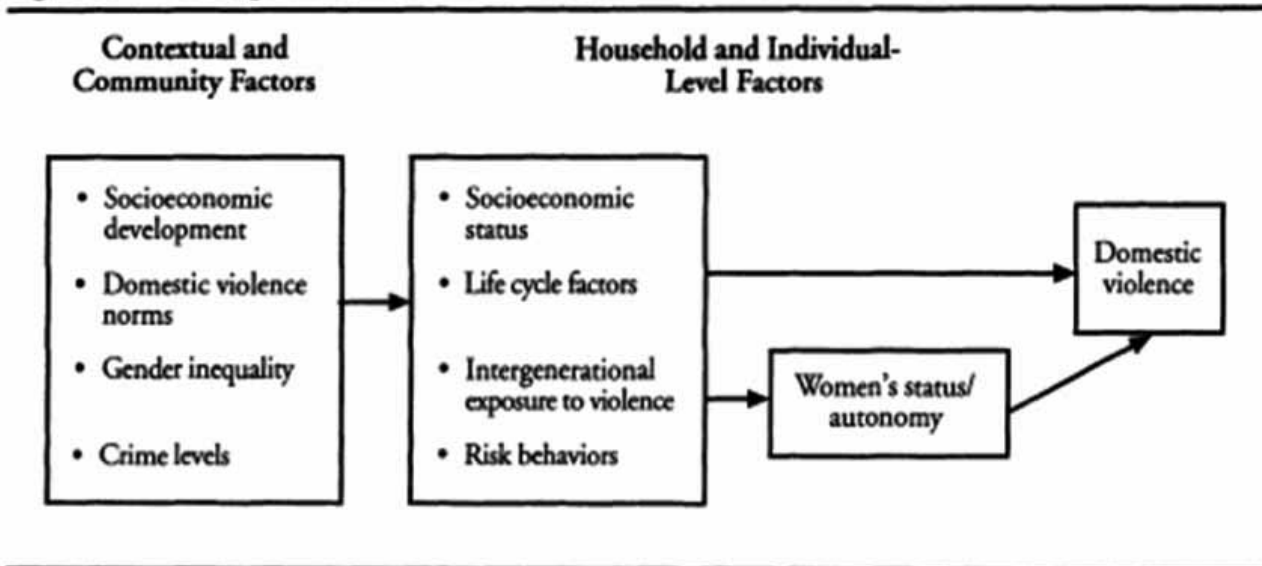 Contextual and
Community Factors
Household and Individual-
Level Factors
• Socioeconomic
development
• Domestic violence
norms
• Gender inequality
• Crime levels
• Socioeconomic
status
• Life cycle factors
• Intergenerational
exposure to violence
• Risk behaviors
Women's status/
autonomy
Domestic
violence